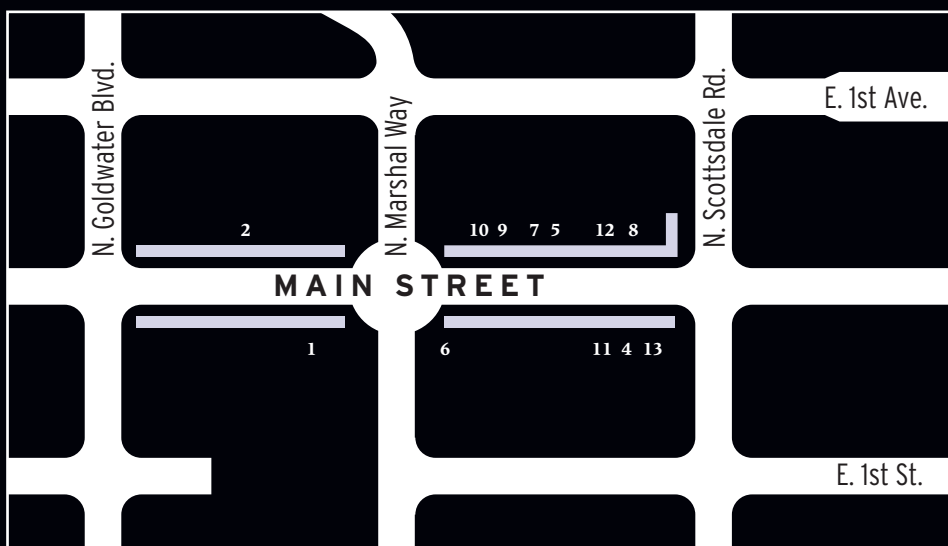 E. 1st Ave.
N. Goldwater Blvd.
N. Marshal Way
N. Scottsdale Rd.
2
10 9 7 5 12 8
MAIN STREET
1
6
11 4 13
E. 1st St.